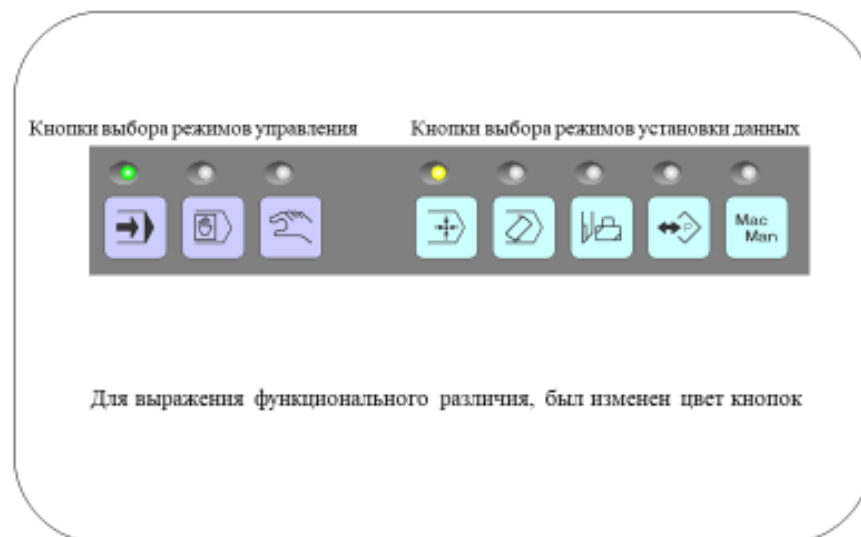 Кнопки выбора режимов управления
Кнопки выбора режимов установки данных
P
Mac
Man
Для выражения функционального различия, был изменен цвет кнопок